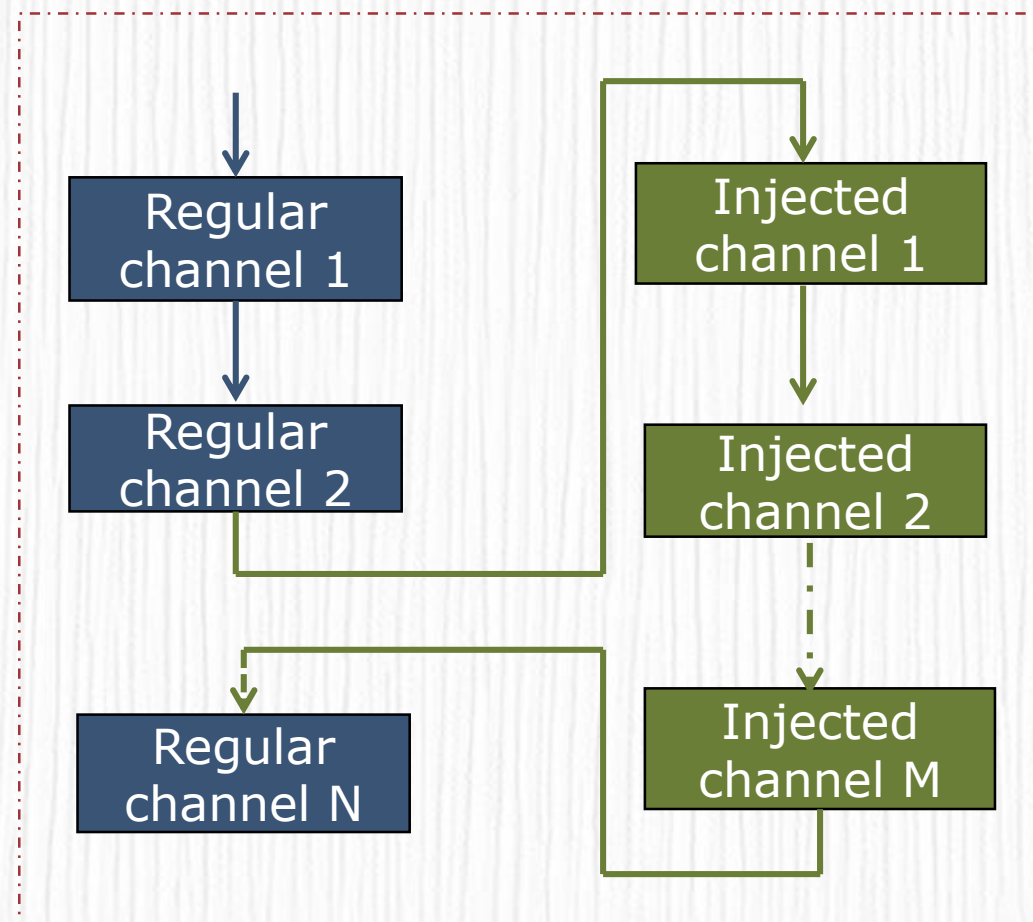 Regular
channel 1
Regular
channel 2
Injected
channel 1
Injected
channel 2
Injected
channel M
Regular
channel N